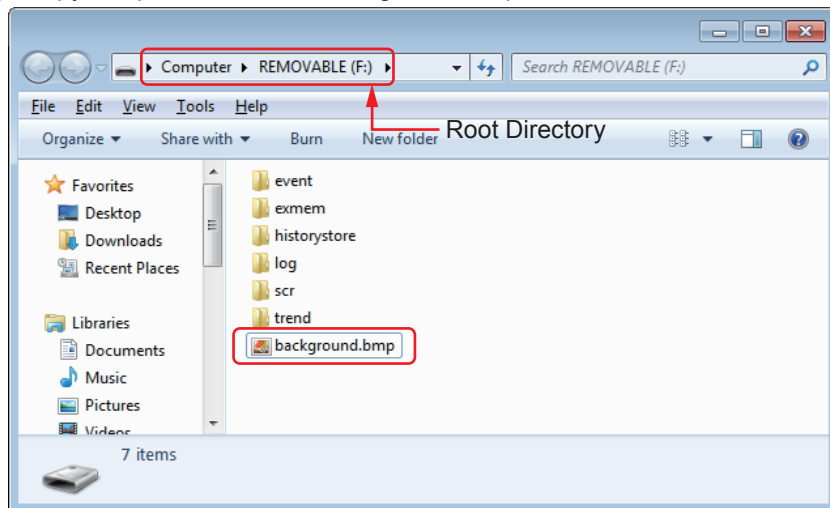 Computer ▸ REMOVABLE (F:) ▸
Search REMOVABLE (F:)
File Edit View Tools Help
Organize Share with Burn New folder
Root Directory
Favorites
Desktop
Downloads
Recent Places
Libraries
Documents
Music
Pictures
Videos
event
exmem
historystore
log
scr
trend
background.bmp
7 items